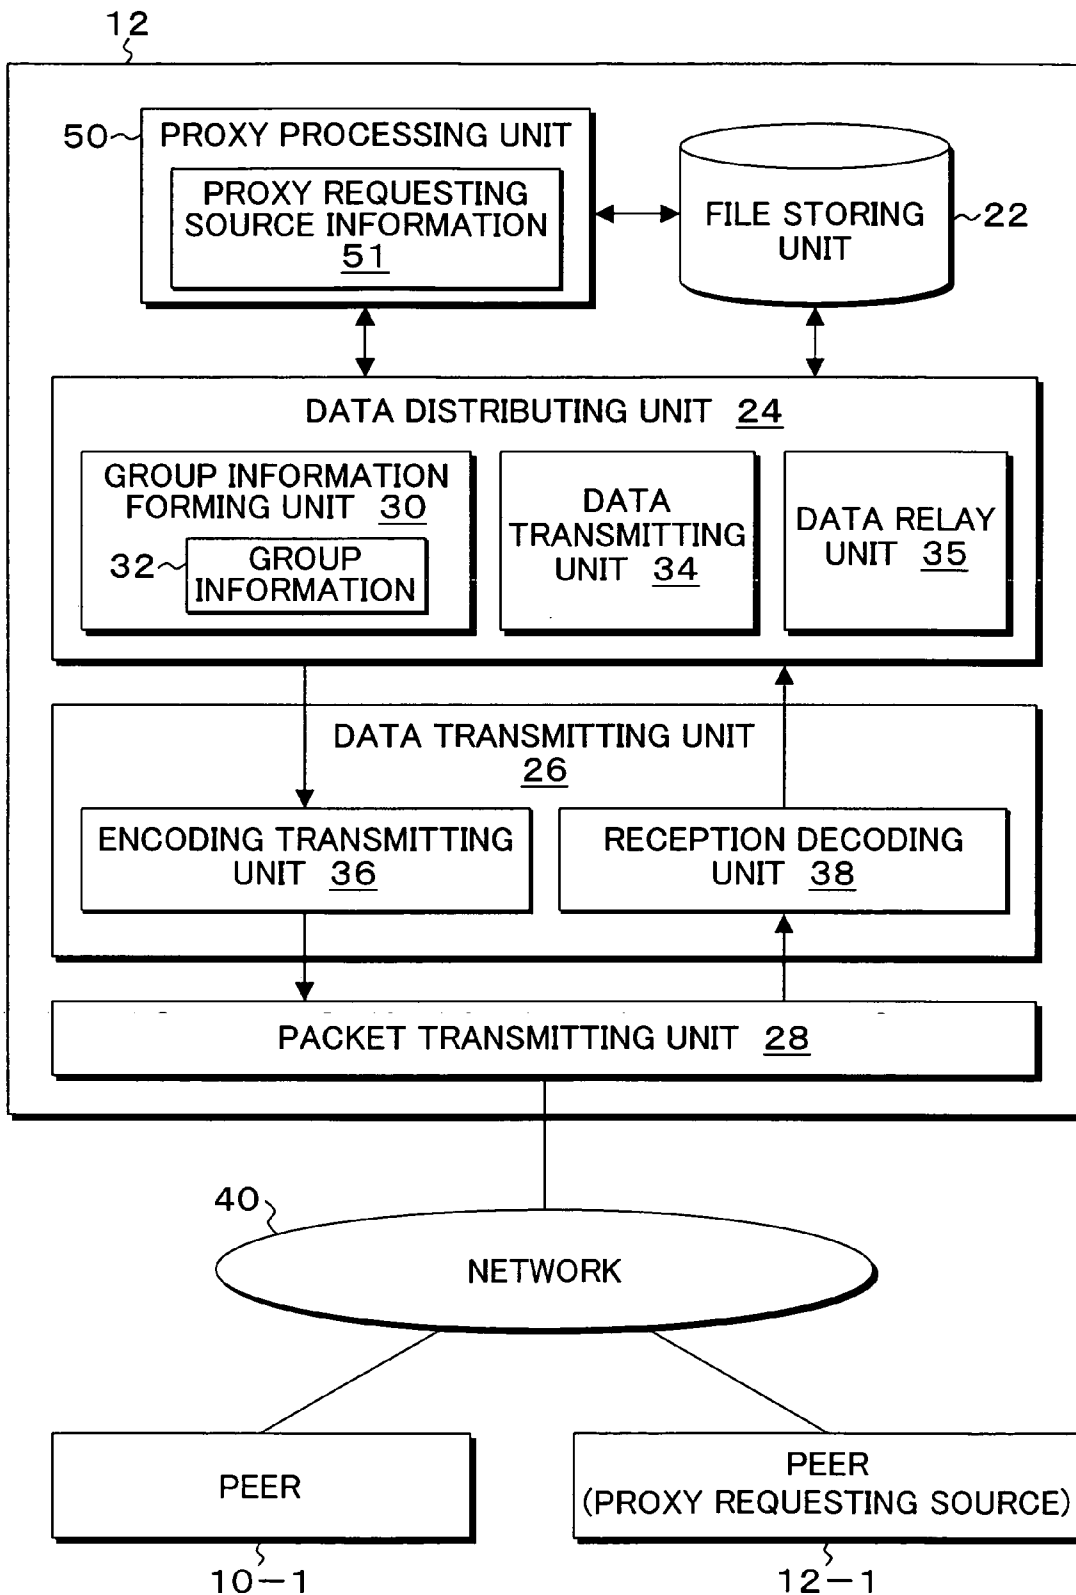 12
50
PROXY PROCESSING UNIT
PROXY REQUESTING
SOURCE INFORMATION
51
FILE STORING
UNIT
22
DATA DISTRIBUTING UNIT 24
GROUP INFORMATION
FORMING UNIT 30
32
GROUP
INFORMATION
DATA
TRANSMITTING
UNIT 34
DATA RELAY
UNIT 35
DATA TRANSMITTING UNIT
26
ENCODING TRANSMITTING
UNIT 36
RECEPTION DECODING
UNIT 38
PACKET TRANSMITTING UNIT 28
40
NETWORK
PEER
10-1
PEER
(PROXY REQUESTING SOURCE)
12-1